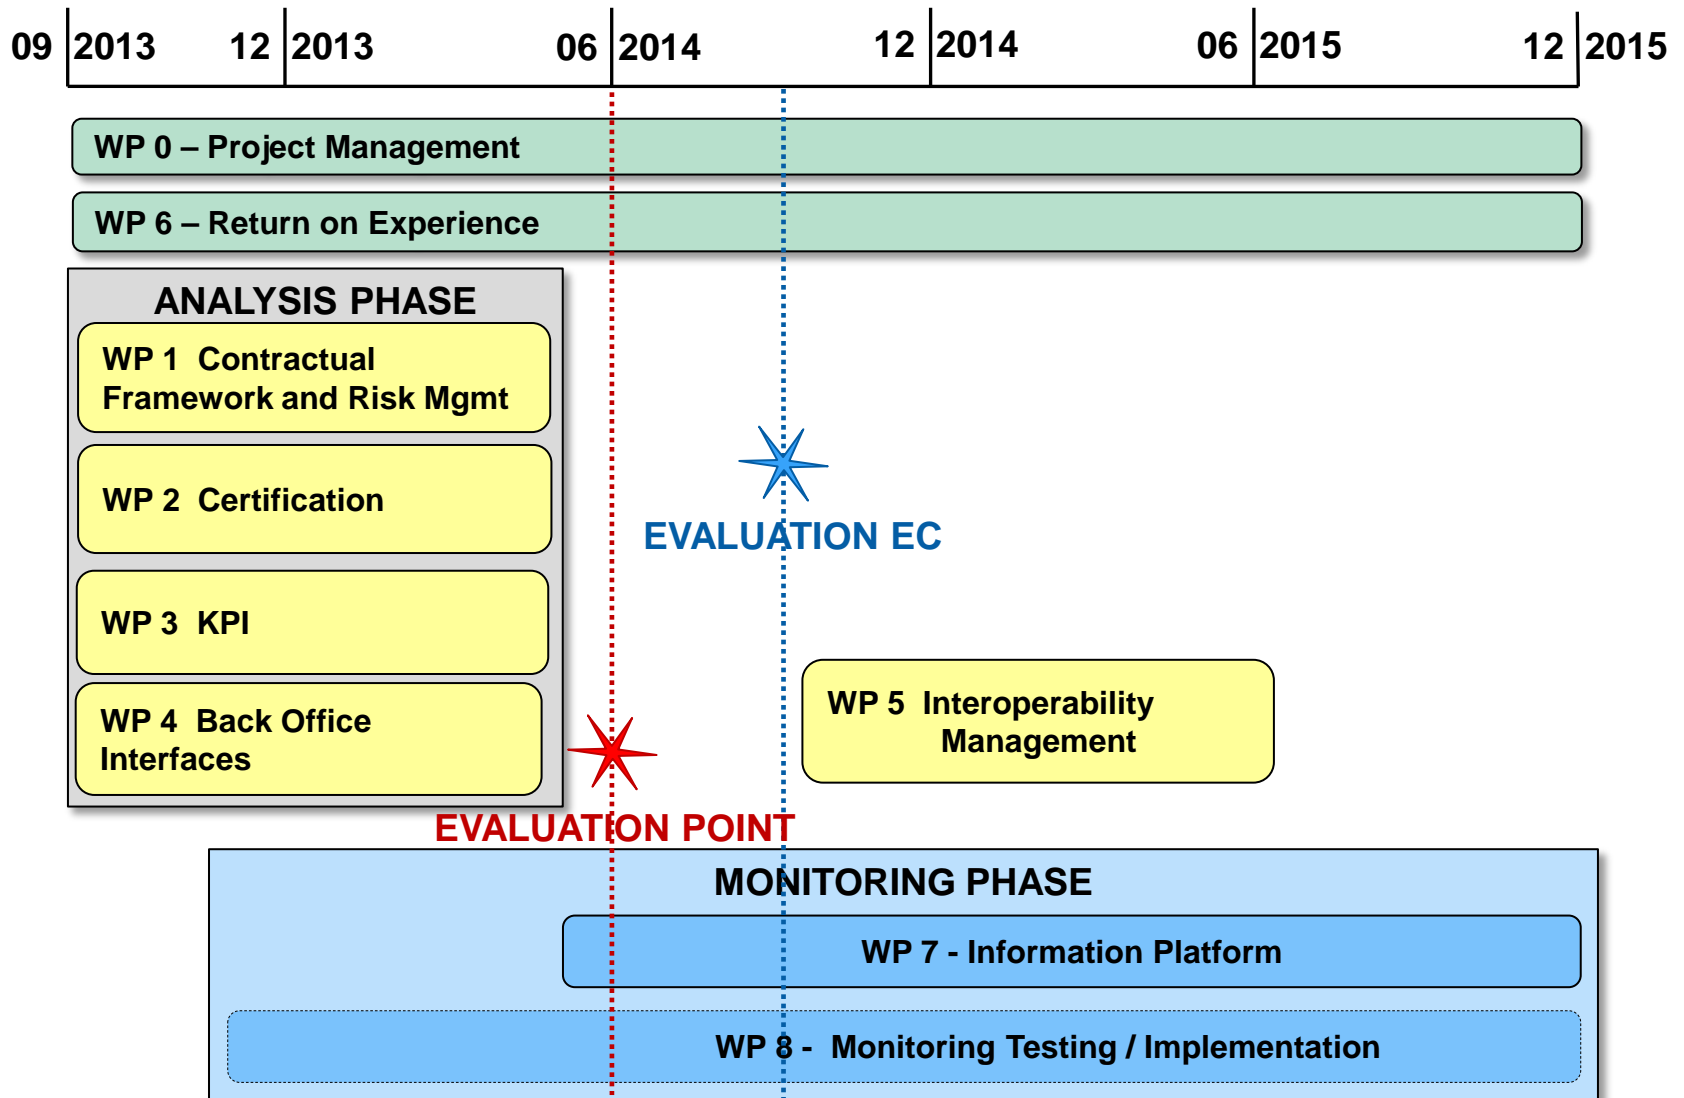 09 2013 12 2013 06 2014 12 2014 06 2015 12 2015
WP 0 – Project Management
WP 6 – Return on Experience
ANALYSIS PHASE
WP 1 Contractual
Framework and Risk Mgmt
WP 2 Certification
EVALUATION EC
WP 3 KPI
WP 4 Back Office
Interfaces
WP 5 Interoperability
Management
EVALUATION POINT
MONITORING PHASE
WP 7 - Information Platform
WP 8 - Monitoring Testing / Implementation